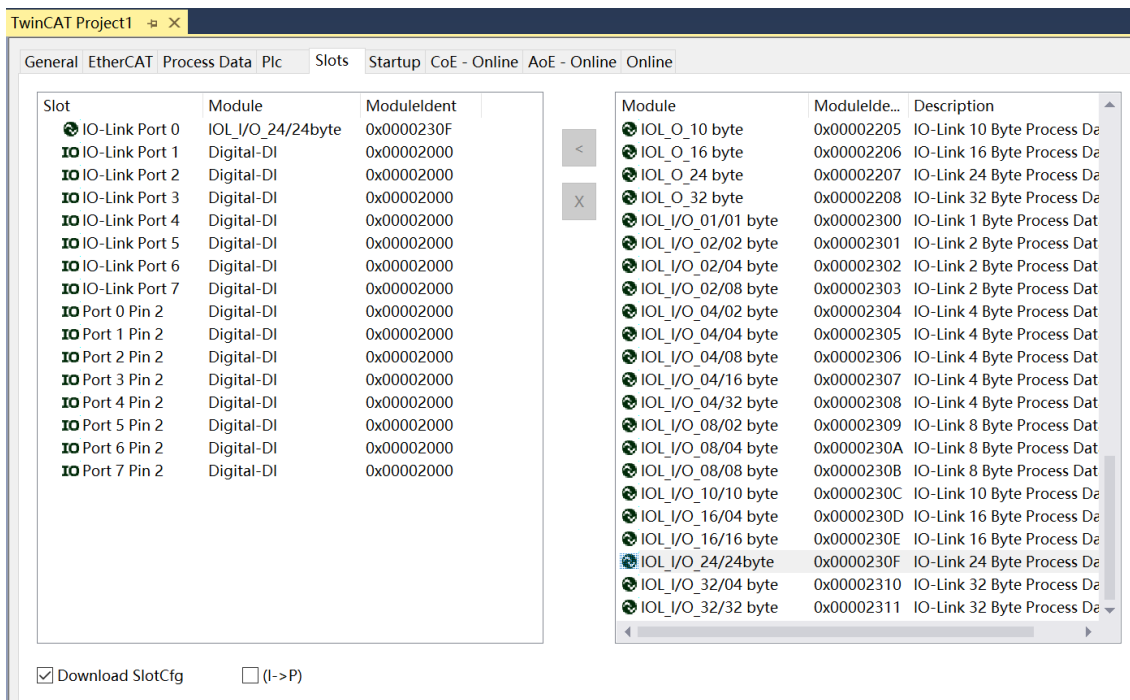 TwinCAT Project1
General EtherCAT Process Data Plc Slots Startup CoE - Online AoE - Online Online
Slot Module ModuleIdent
IO-Link Port 0 IOL_I/O_24/24byte 0x0000230F
IO IO-Link Port 1 Digital-DI 0x00002000
IO IO-Link Port 2 Digital-DI 0x00002000
IO IO-Link Port 3 Digital-DI 0x00002000
IO IO-Link Port 4 Digital-DI 0x00002000
IO IO-Link Port 5 Digital-DI 0x00002000
IO IO-Link Port 6 Digital-DI 0x00002000
IO IO-Link Port 7 Digital-DI 0x00002000
IO Port 0 Pin 2 Digital-DI 0x00002000
IO Port 1 Pin 2 Digital-DI 0x00002000
IO Port 2 Pin 2 Digital-DI 0x00002000
IO Port 3 Pin 2 Digital-DI 0x00002000
IO Port 4 Pin 2 Digital-DI 0x00002000
IO Port 5 Pin 2 Digital-DI 0x00002000
IO Port 6 Pin 2 Digital-DI 0x00002000
IO Port 7 Pin 2 Digital-DI 0x00002000
<
X
Module ModuleIde... Description
IOL_O_10 byte 0x00002205 IO-Link 10 Byte Process Da
IOL_O_16 byte 0x00002206 IO-Link 16 Byte Process Da
IOL_O_24 byte 0x00002207 IO-Link 24 Byte Process Da
IOL_O_32 byte 0x00002208 IO-Link 32 Byte Process Da
IOL_I/O_01/01 byte 0x00002300 IO-Link 1 Byte Process Dat
IOL_I/O_02/02 byte 0x00002301 IO-Link 2 Byte Process Dat
IOL_I/O_02/04 byte 0x00002302 IO-Link 2 Byte Process Dat
IOL_I/O_02/08 byte 0x00002303 IO-Link 2 Byte Process Dat
IOL_I/O_04/02 byte 0x00002304 IO-Link 4 Byte Process Dat
IOL_I/O_04/04 byte 0x00002305 IO-Link 4 Byte Process Dat
IOL_I/O_04/08 byte 0x00002306 IO-Link 4 Byte Process Dat
IOL_I/O_04/16 byte 0x00002307 IO-Link 4 Byte Process Dat
IOL_I/O_04/32 byte 0x00002308 IO-Link 4 Byte Process Dat
IOL_I/O_08/02 byte 0x00002309 IO-Link 8 Byte Process Dat
IOL_I/O_08/04 byte 0x0000230A IO-Link 8 Byte Process Dat
IOL_I/O_08/08 byte 0x0000230B IO-Link 8 Byte Process Dat
IOL_I/O_10/10 byte 0x0000230C IO-Link 10 Byte Process Da
IOL_I/O_16/04 byte 0x0000230D IO-Link 16 Byte Process Da
IOL_I/O_16/16 byte 0x0000230E IO-Link 16 Byte Process Da
IOL_I/O_24/24byte 0x0000230F IO-Link 24 Byte Process Da
IOL_I/O_32/04 byte 0x00002310 IO-Link 32 Byte Process Da
IOL_I/O_32/32 byte 0x00002311 IO-Link 32 Byte Process Da
Download SlotCfg (I->P)